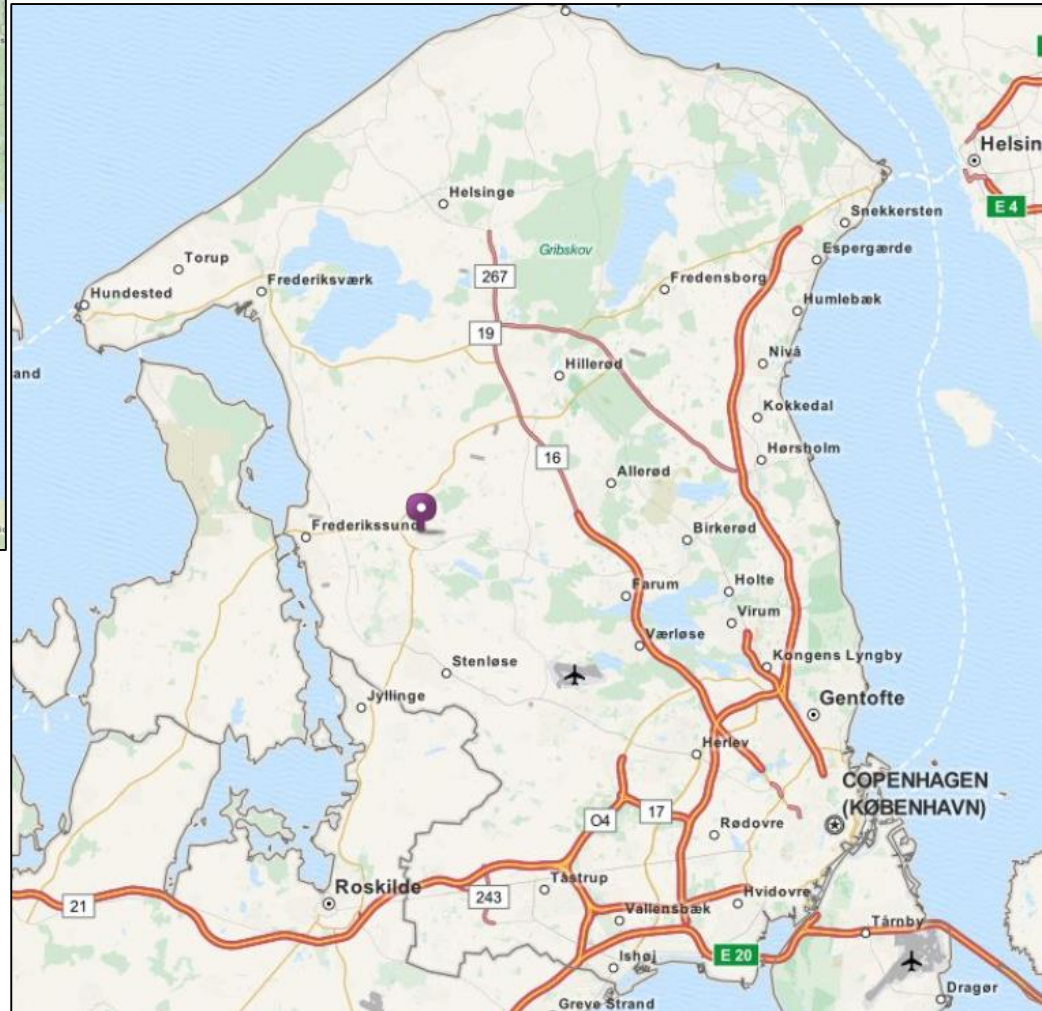 Helsin
E 4
Snekkersten
Helsinge
Espergærde
Gribskov
Torup
267
Fredensborg
Frederiksværk
Hundested
Humlebæk
19
and
Nivå
Hillerød
Kokkedal
16
Hørsholm
Allerød
Frederikssund
Birkerød
Farum
Holte
Virum
Værløse
Stenløse
Kongens Lyngby
Jyllinge
Gentofte
Herlev
COPENHAGEN
(KØBENHAVN)
O4
17
Rødovre
Roskilde
Tåstrup
243
Hvidovre
21
Vallensbæk
Tårnby
E 20
Ishøj
Dragør
Greve Strand